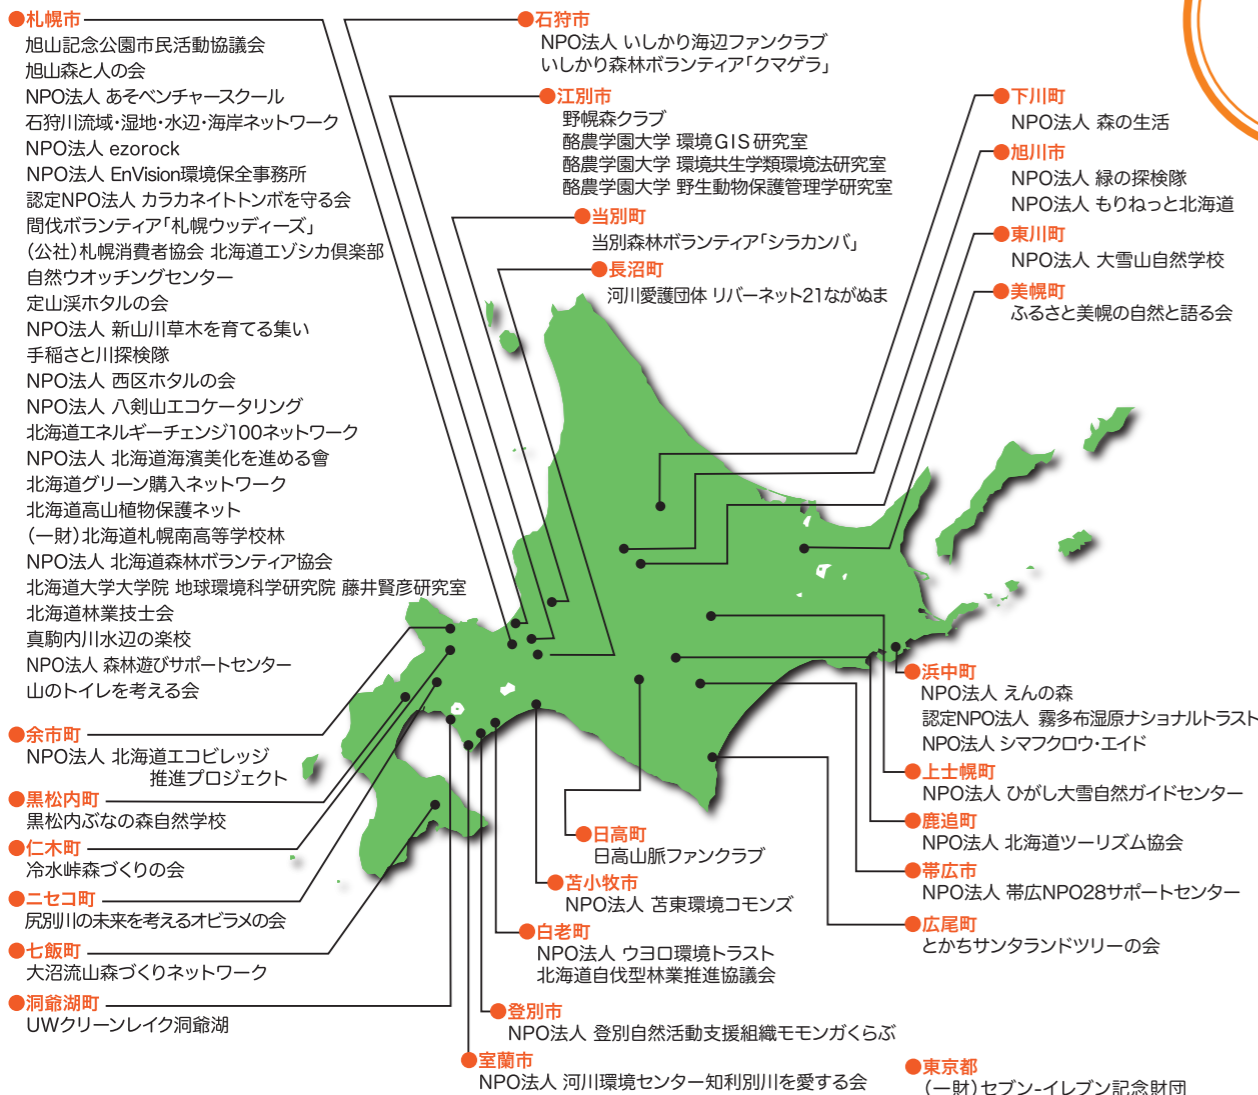 ●札幌市
旭山記念公園市民活動協議会
旭山森と人の会
NPO法人 あそベンチャースクール
石狩川流域・湿地・水辺・海岸ネットワーク
NPO法人 ezorock
NPO法人 EnVision環境保全事務所
認定NPO法人 カラカネイトトンボを守る会
間伐ボランティア「札幌ウッディーズ」
(公社)札幌消費者協会 北海道エゾシカ倶楽部
自然ウオッチングセンター
定山渓ホタルの会
NPO法人 新山川草木を育てる集い
手稲さと川探検隊
NPO法人 西区ホタルの会
NPO法人 八剣山エコケータリング
北海道エネルギーチェンジ100ネットワーク
NPO法人 北海道海濱美化を進める會
北海道グリーン購入ネットワーク
北海道高山植物保護ネット
(一財)北海道札幌南高等学校林
NPO法人 北海道森林ボランティア協会
北海道大学大学院 地球環境科学研究院 藤井賢彦研究室
北海道林業技士会
真駒内川水辺の楽校
NPO法人 森林遊びサポートセンター
山のトイレを考える会
●余市町
NPO法人 北海道エコビレッジ
推進プロジェクト
●黒松内町
黒松内ぶなの森自然学校
●仁木町
冷水峠森づくりの会
●ニセコ町
尻別川の未来を考えるオビラメの会
●七飯町
大沼流山森づくりネットワーク
●洞爺湖町
UWクリーンレイク洞爺湖
●石狩市
NPO法人 いしかり海辺ファンクラブ
いしかり森林ボランティア「クマゲラ」
●江別市
野幌森クラブ
酪農学園大学 環境GIS研究室
酪農学園大学 環境共生学類環境法研究室
酪農学園大学 野生動物保護管理学研究室
●当別町
当別森林ボランティア「シラカンバ」
●長沼町
河川愛護団体 リバーネット21ながぬま
●下川町
NPO法人 森の生活
●旭川市
NPO法人 緑の探検隊
NPO法人 もりねっと北海道
●東川町
NPO法人 大雪山自然学校
●美幌町
ふるさと美幌の自然と語る会
●浜中町
NPO法人 えんの森
認定NPO法人 霧多布湿原ナショナルトラスト
NPO法人 シマフクロウ・エイド
●上士幌町
NPO法人 ひがし大雪自然ガイドセンター
●鹿追町
NPO法人 北海道ツーリズム協会
●帯広市
NPO法人 帯広NPO28サポートセンター
●広尾町
とかちサンタランドツリーの会
●日高町
日高山脈ファンクラブ
●苫小牧市
NPO法人 苫東環境コモンズ
●白老町
NPO法人 ウヨロ環境トラスト
北海道自伐型林業推進協議会
●登別市
NPO法人 登別自然活動支援組織モモンガくらぶ
●室蘭市
NPO法人 河川環境センター知利別川を愛する会
●東京都
(一財)セブン-イレブン記念財団